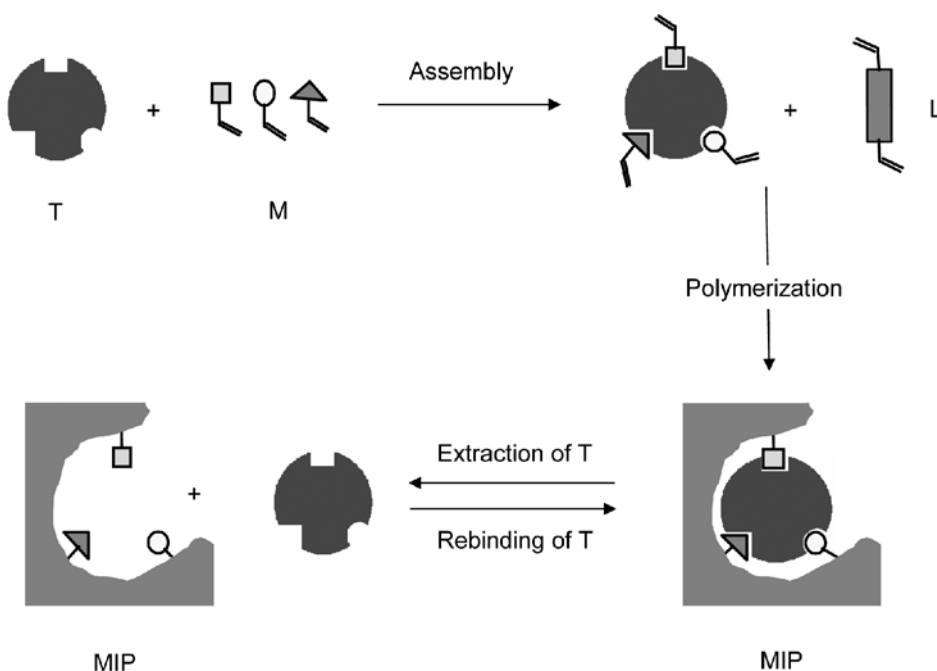 Assembly
+
+
L
T
M
Polymerization
Extraction of T
+
Rebinding of T
MIP
MIP